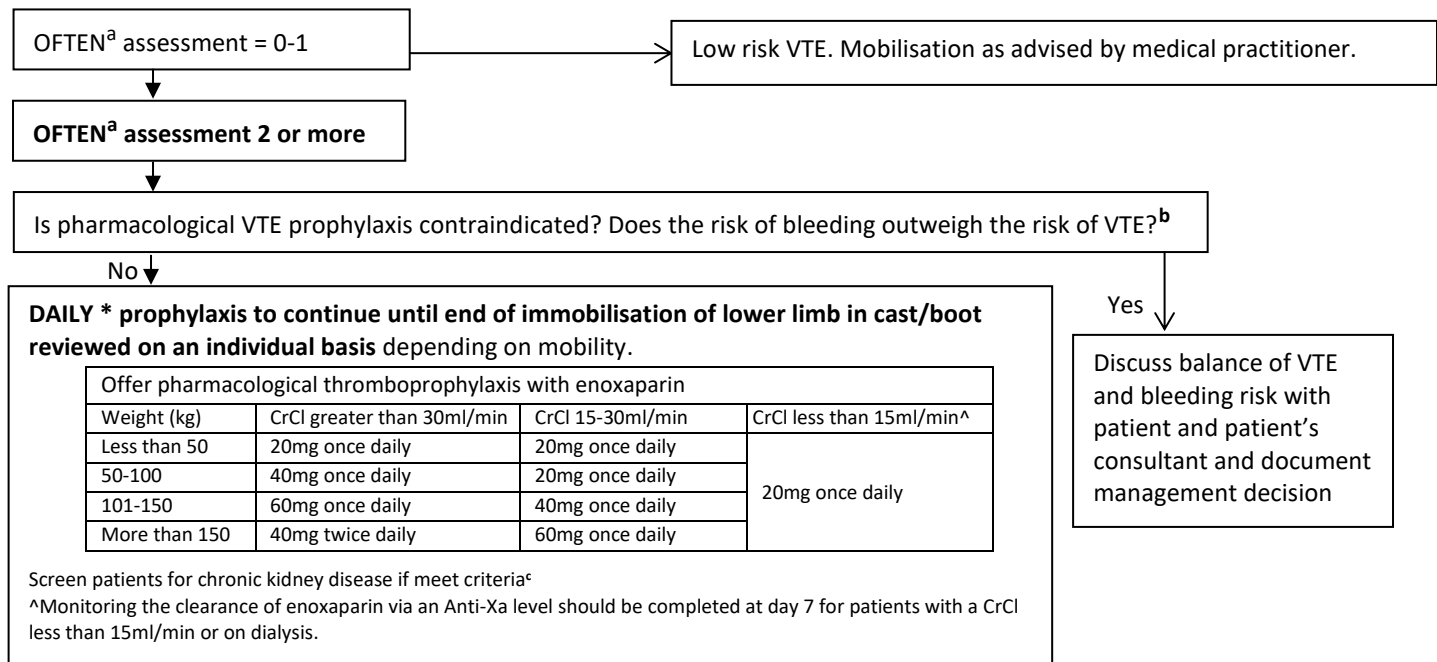 OFTENᵃ assessment = 0-1
Low risk VTE. Mobilisation as advised by medical practitioner.
OFTENᵃ assessment 2 or more
Is pharmacological VTE prophylaxis contraindicated? Does the risk of bleeding outweigh the risk of VTE?ᵇ
No
Yes
DAILY * prophylaxis to continue until end of immobilisation of lower limb in cast/boot
reviewed on an individual basis depending on mobility.
Offer pharmacological thromboprophylaxis with enoxaparin
Weight (kg) CrCl greater than 30ml/min CrCl 15-30ml/min CrCl less than 15ml/min^
Less than 50 20mg once daily 20mg once daily
50-100 40mg once daily 20mg once daily
20mg once daily
101-150 60mg once daily 40mg once daily
More than 150 40mg twice daily 60mg once daily
Screen patients for chronic kidney disease if meet criteriaᶜ
^Monitoring the clearance of enoxaparin via an Anti-Xa level should be completed at day 7 for patients with a CrCl
less than 15ml/min or on dialysis.
Discuss balance of VTE
and bleeding risk with
patient and patient’s
consultant and document
management decision